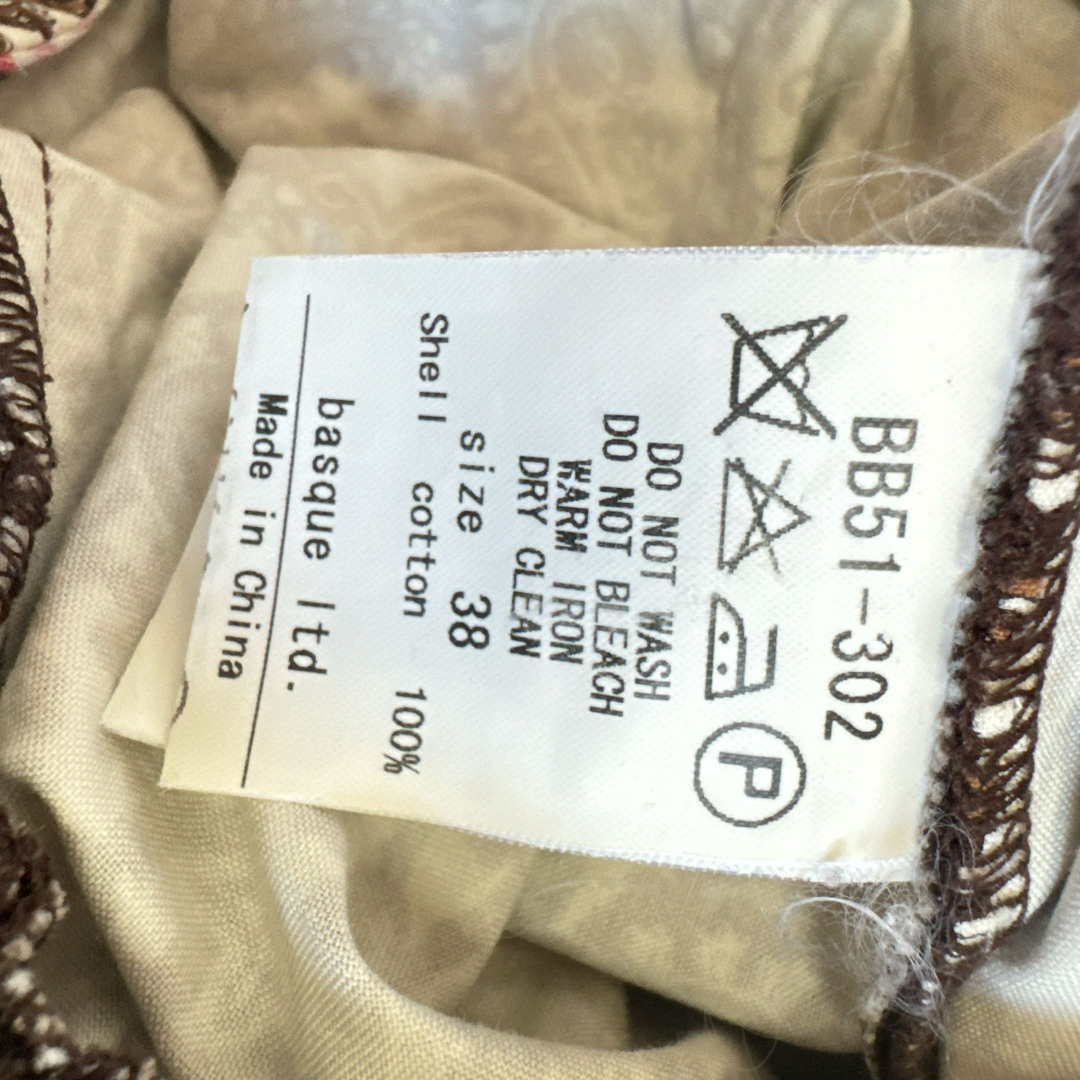 BB51-302
P
DO NOT WASH
DO NOT BLEACH
WARM IRON
DRY CLEAN
size 38
Shell cotton 100%
basque ltd.
Made in China